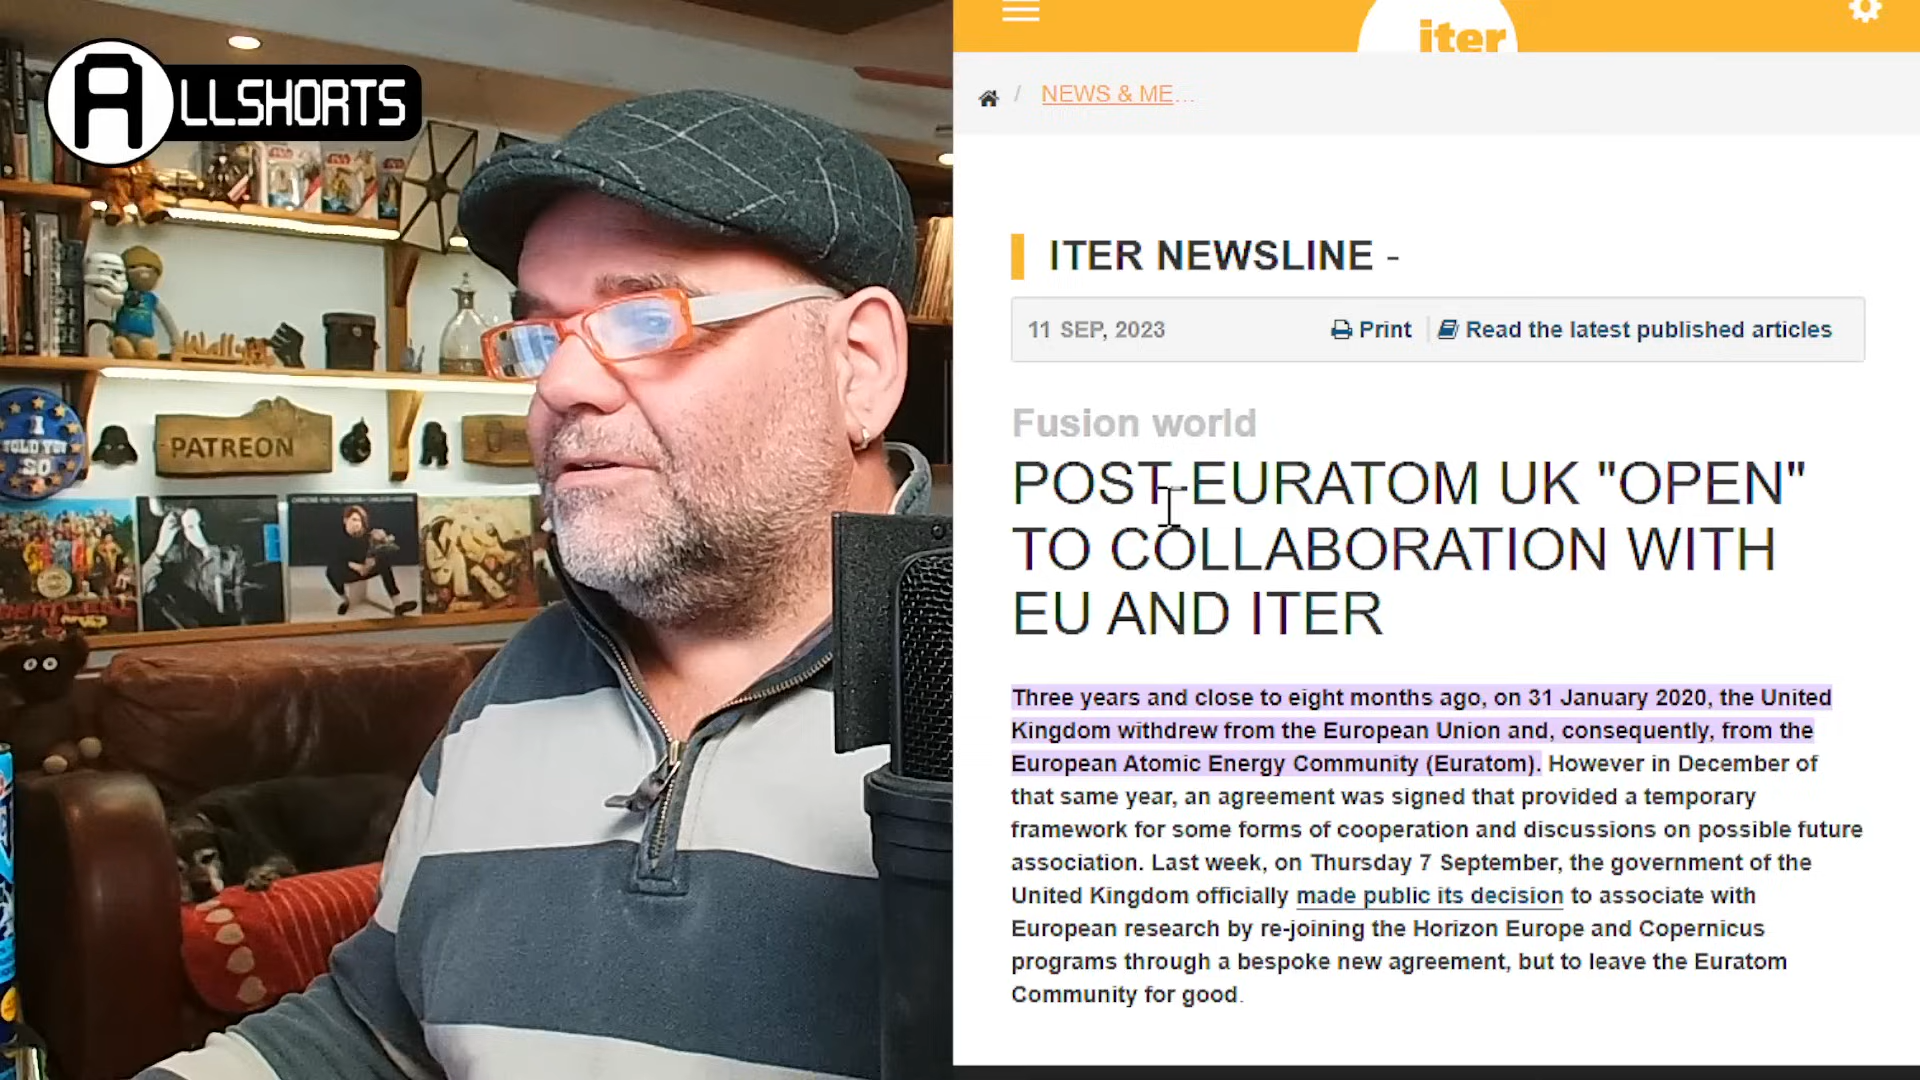 ALLSHORTS
Wally
I
TOLD YOU
SO
PATREON
BEATLES
iter
/ NEWS & ME...
ITER NEWSLINE -
11 SEP, 2023
Print
Read the latest published articles
Fusion world
POST-EURATOM UK "OPEN"
TO COLLABORATION WITH
EU AND ITER
Three years and close to eight months ago, on 31 January 2020, the United
Kingdom withdrew from the European Union and, consequently, from the
European Atomic Energy Community (Euratom). However in December of
that same year, an agreement was signed that provided a temporary
framework for some forms of cooperation and discussions on possible future
association. Last week, on Thursday 7 September, the government of the
United Kingdom officially made public its decision to associate with
European research by re-joining the Horizon Europe and Copernicus
programs through a bespoke new agreement, but to leave the Euratom
Community for good.